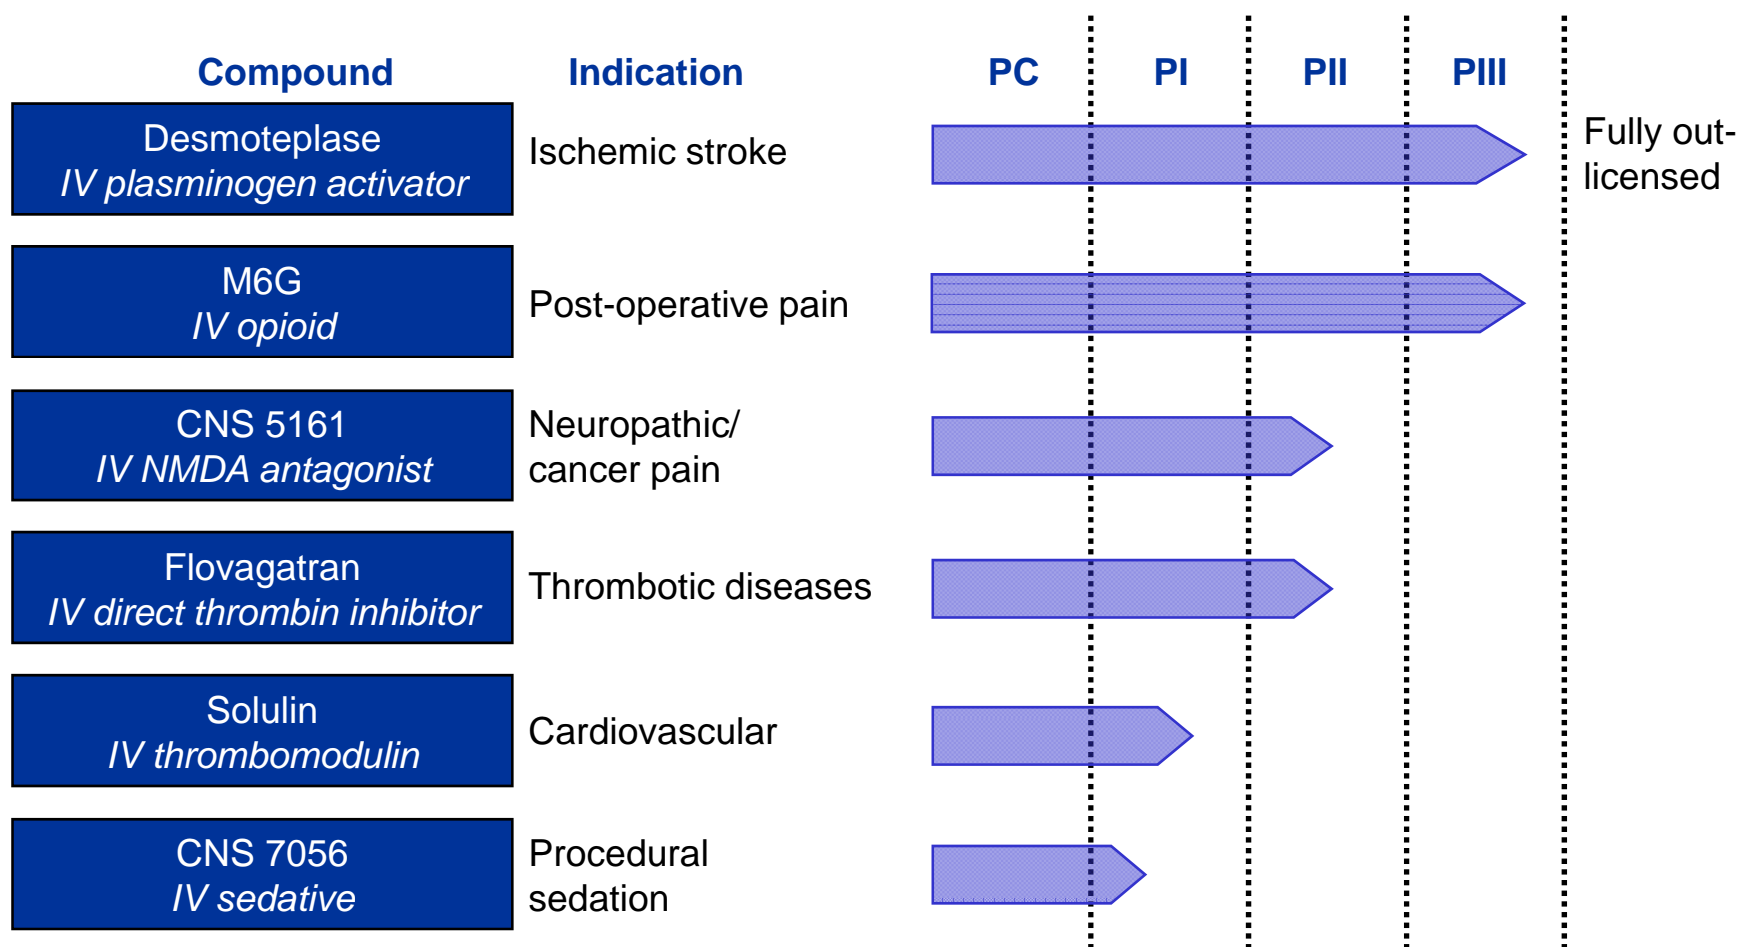 Compound Indication PC PI PII PIII
Desmoteplase
IV plasminogen activator
Ischemic stroke
Fully out-
licensed
M6G
IV opioid
Post-operative pain
CNS 5161
IV NMDA antagonist
Neuropathic/
cancer pain
Flovagatran
IV direct thrombin inhibitor
Thrombotic diseases
Solulin
IV thrombomodulin
Cardiovascular
CNS 7056
IV sedative
Procedural
sedation